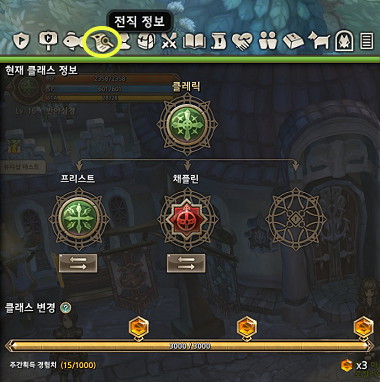 전직 정보
현재 클래스 정보
클레릭
프리스트
채플린
클래스 변경
3000 / 3000
주간획득 경험치 (15/1000)
x3